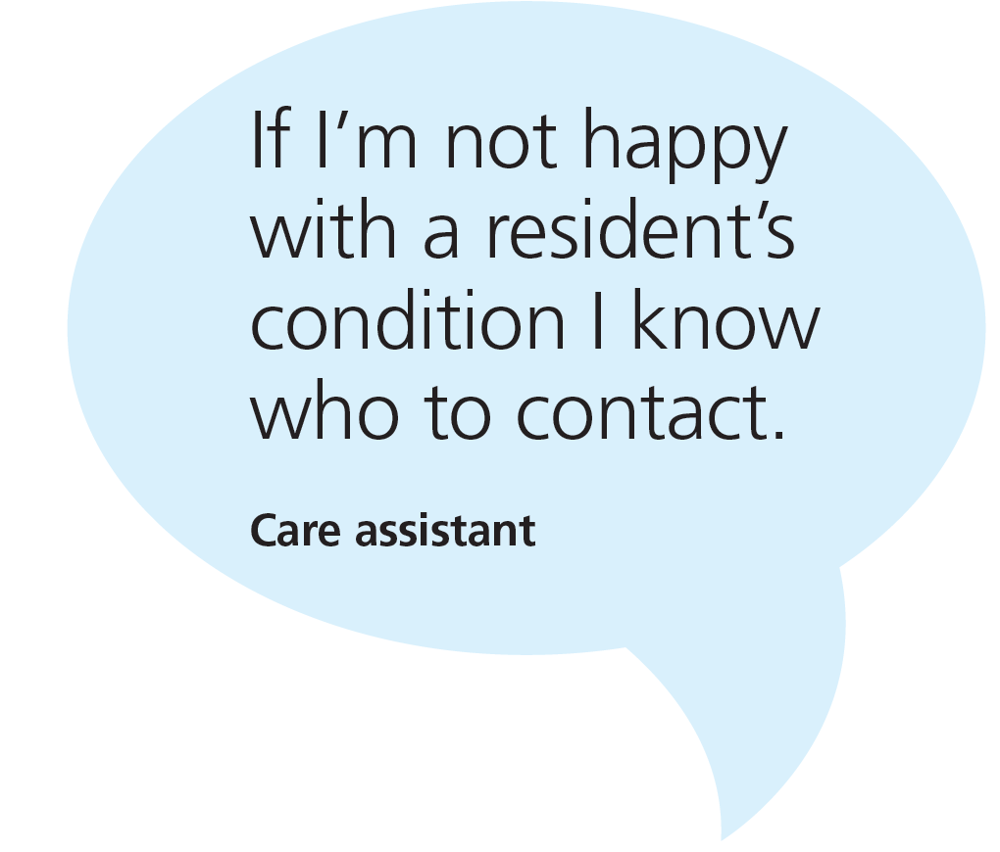 If I’m not happy
with a resident’s
condition I know
who to contact.
Care assistant